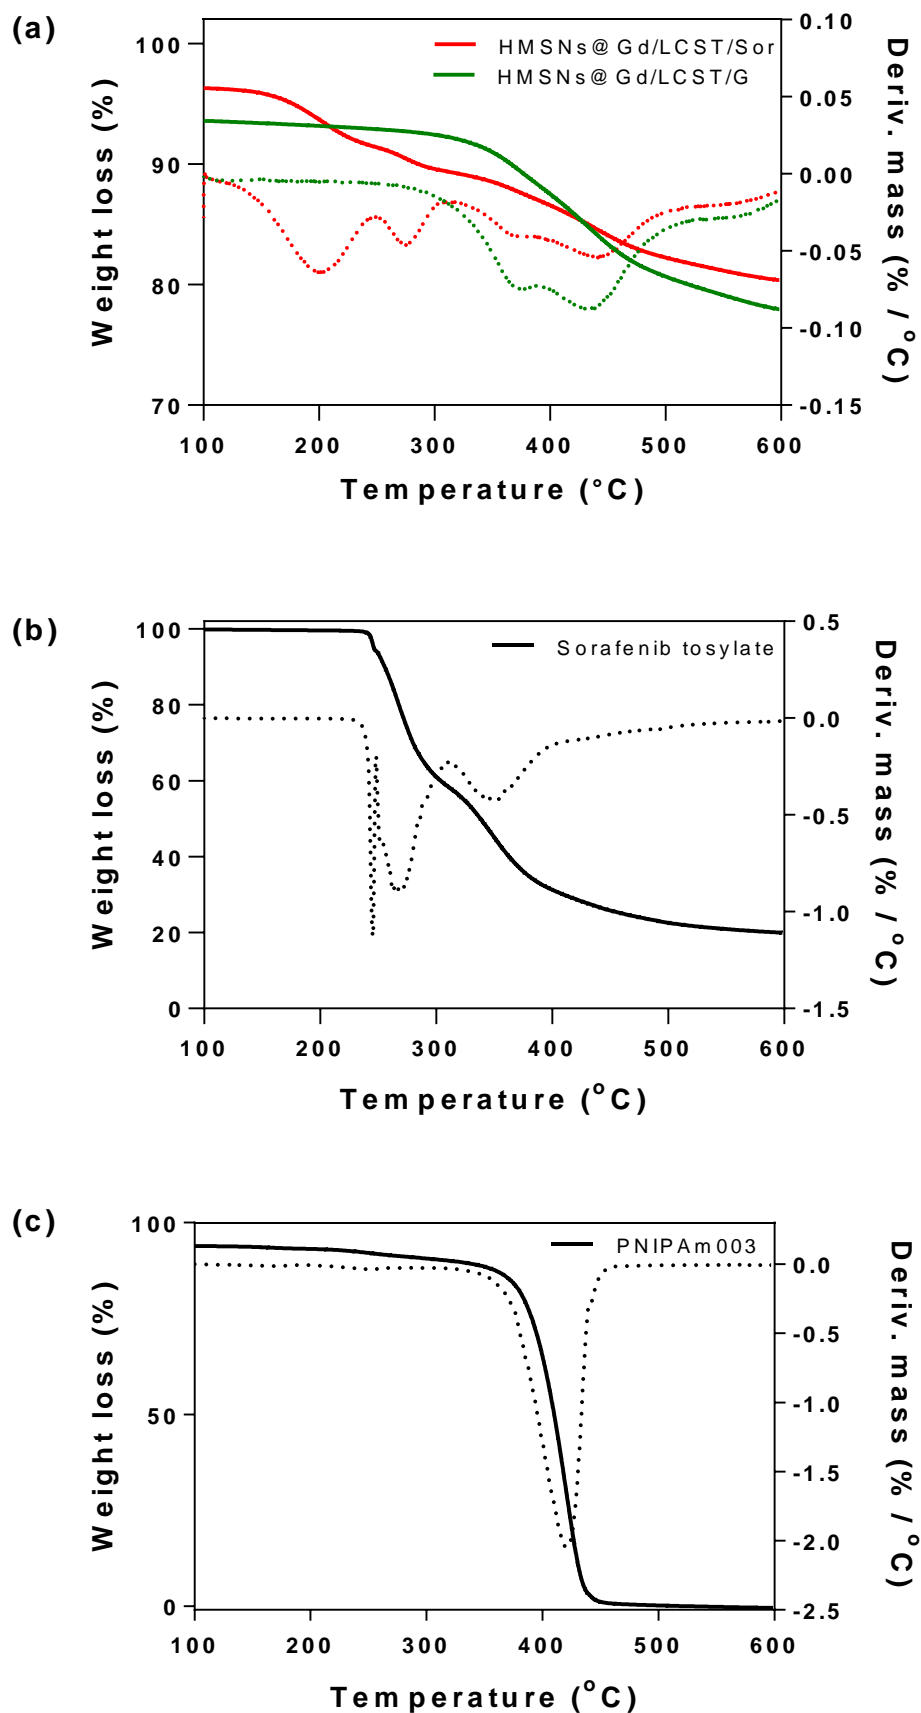 (a)
HMSNs@Gd/LCST/Sor
HMSNs@Gd/LCST/G
Weight loss (%)
100
90
80
70
Deriv. mass (% / °C)
0.10
0.05
0.00
-0.05
-0.10
-0.15
100 200 300 400 500 600
Temperature (°C)
(b)
Sorafenib tosylate
Weight loss (%)
100
80
60
40
20
0
Deriv. mass (% / °C)
0.5
0.0
-0.5
-1.0
-1.5
100 200 300 400 500 600
Temperature (°C)
(c)
PNIPAm003
Weight loss (%)
100
50
0
Deriv. mass (% / °C)
0.0
-0.5
-1.0
-1.5
-2.0
-2.5
100 200 300 400 500 600
Temperature (°C)